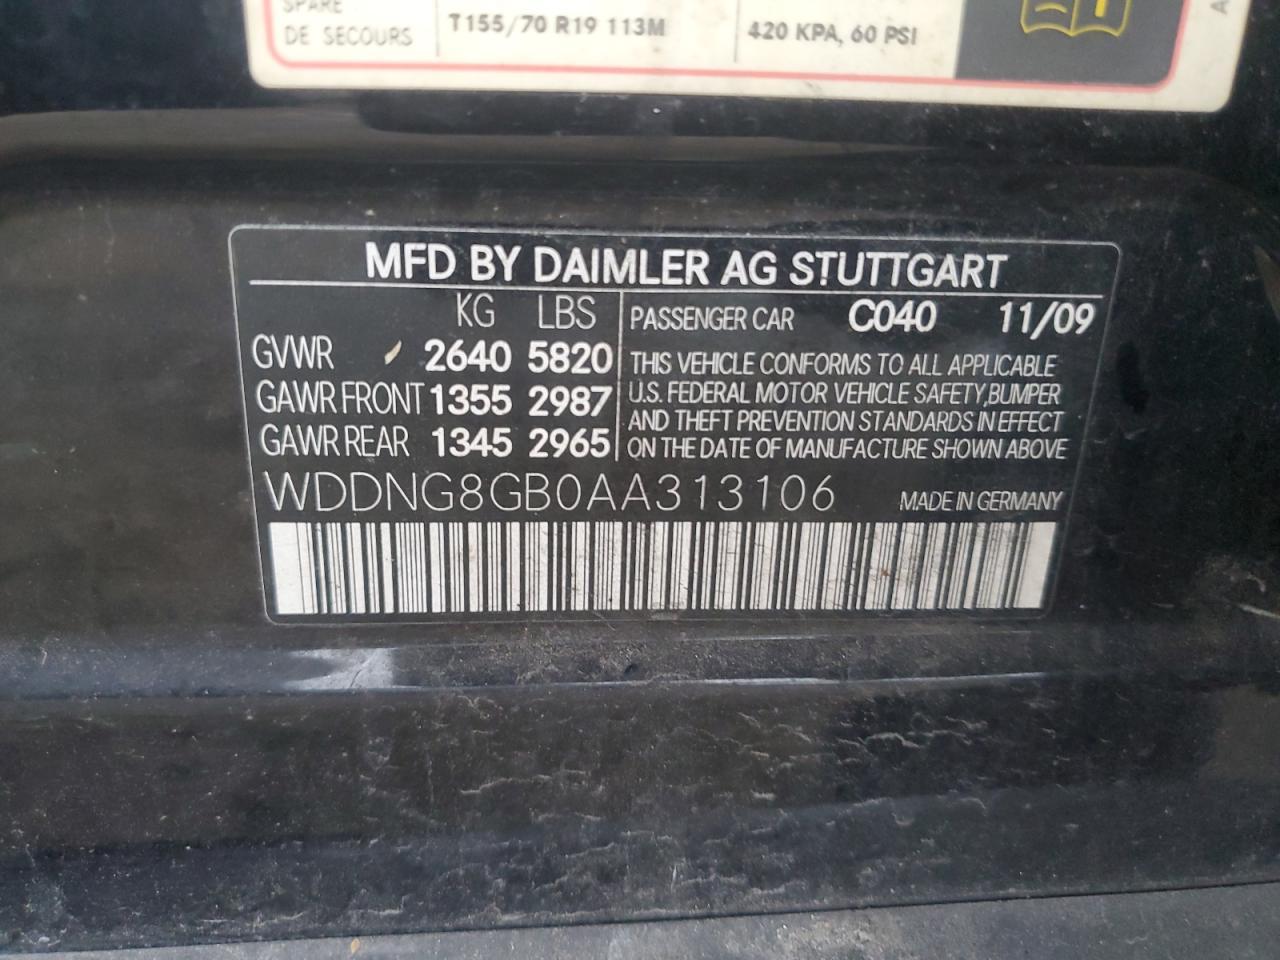 SPARE
DE SECOURS T155/70 R19 113M 420 KPA, 60 PSI
MFD BY DAIMLER AG STUTTGART
KG LBS PASSENGER CAR C040 11/09
GVWR 2640 5820 THIS VEHICLE CONFORMS TO ALL APPLICABLE
GAWR FRONT 1355 2987 U.S. FEDERAL MOTOR VEHICLE SAFETY,BUMPER
AND THEFT PREVENTION STANDARDS IN EFFECT
GAWR REAR 1345 2965 ON THE DATE OF MANUFACTURE SHOWN ABOVE
WDDNG8GB0AA313106 MADE IN GERMANY